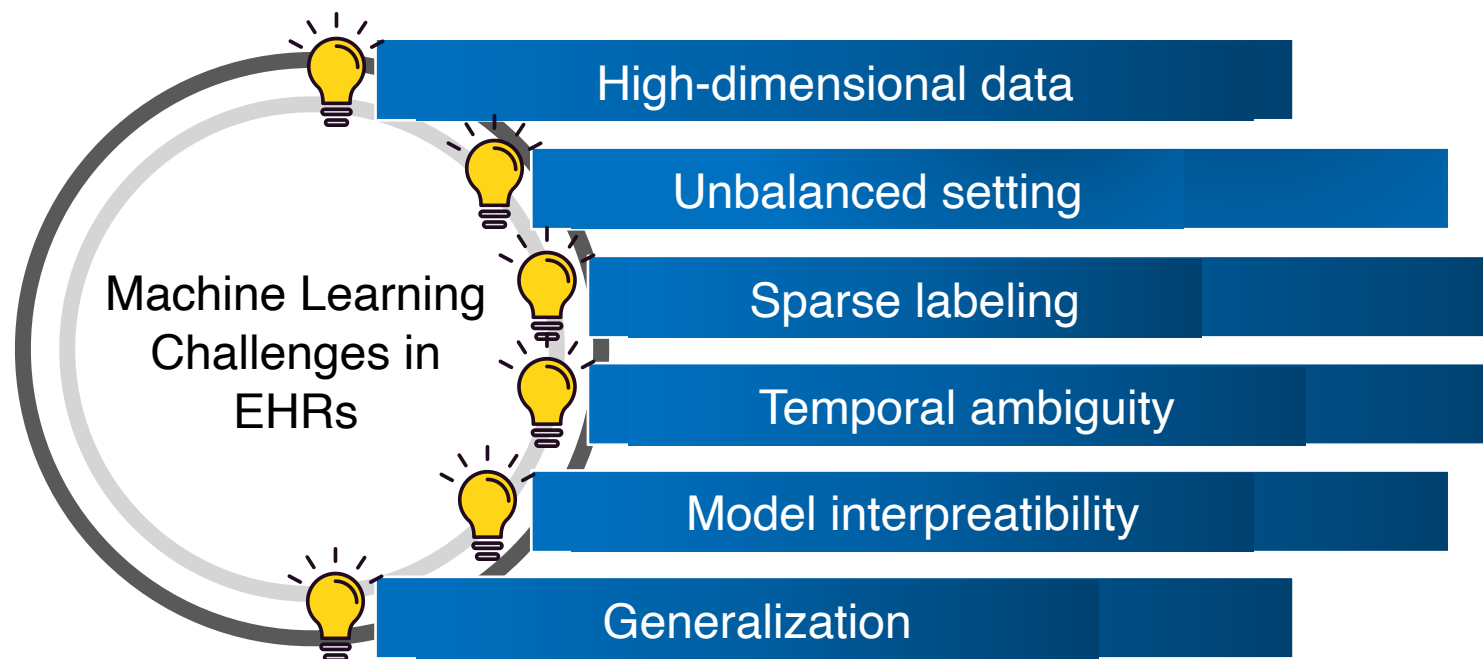 High-dimensional data
Unbalanced setting
Sparse labeling
Machine Learning
Challenges in
EHRs
Temporal ambiguity
Model interpreatibility
Generalization